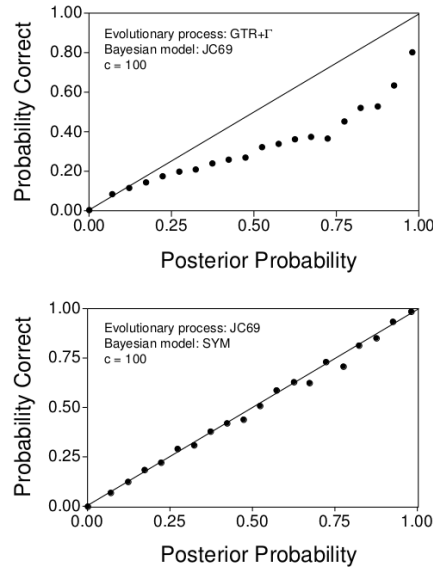 1.00
Evolutionary process: GTR+Γ
Bayesian model: JC69
c = 100
0.80
0.60
0.40
0.20
0.00
0.00 0.25 0.50 0.75 1.00
Probability Correct
Posterior Probability
1.00
Evolutionary process: JC69
Bayesian model: SYM
c = 100
0.75
0.50
0.25
0.00
0.00 0.25 0.50 0.75 1.00
Probability Correct
Posterior Probability